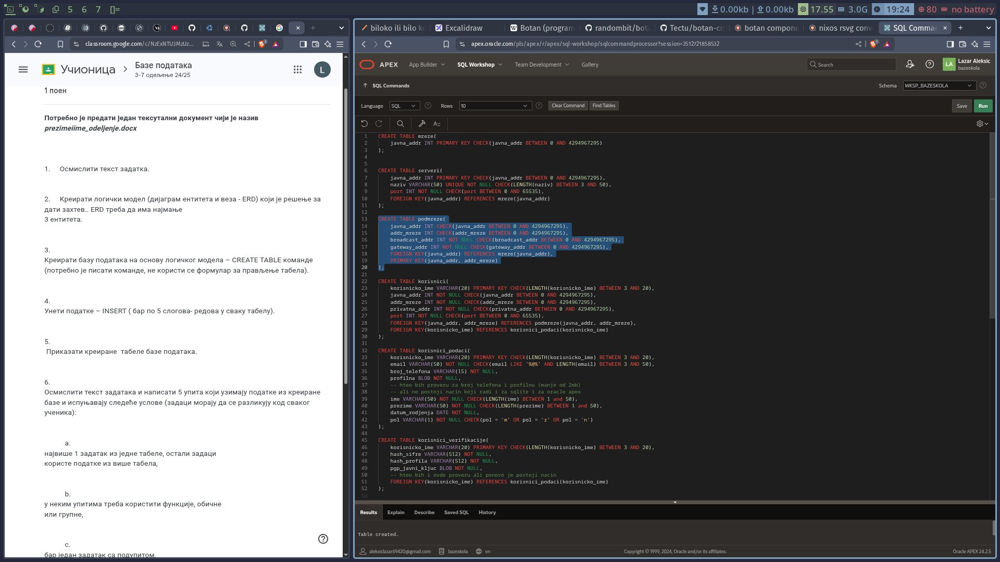 5 6 7 []=
0.00kb | 0.00kb 17.55 3.0G 19:24 80 no battery
classroom.google.com/c/NzExNTU3MzUz...
Учионица > Базе података
3-7 одељење 24/25
L
1 поен
Потребно је предати један тексутални документ чији је назив
prezimeiime_odeljenje.docx
1. Осмислити текст задатка.
2. Креирати логички модел (дијаграм ентитета и веза - ERD) који је решење за
дати захтев.. ERD треба да има најмање
3 ентитета.
3.
Креирати базу података на основу логичког модела – CREATE TABLE команде
(потребно је писати команде, не користи се формулар за прављење табела).
4.
Унети податке – INSERT ( бар по 5 слогова- редова у сваку табелу).
5.
Приказати креиране табеле базе података.
6.
Осмислити текст задатака и написати 5 упита који узимају податке из креиране
базе и испуњавају следеће услове (задаци морају да се разликују код сваког
ученика):
a.
највише 1 задатак из једне табеле, остали задаци
користе податке из више табела,
b.
у неким упитима треба користити функције, обичне
или групне,
c.
бар један задатак са подупитом.
biloko ili bilo k
Excalidraw
Botan (program
randombit/bota
Tectu/botan-cm
botan compone
nixos rsvg conv
SQL Comman
apex.oracle.com/pls/apex/r/apex/sql-workshop/sqlcommandprocessor?session=3512721858532
APEX App Builder SQL Workshop Team Development Gallery Search LA Lazar Aleksic
bazeskola
SQL Commands Schema WKSP_BAZESKOLA
Language SQL Rows 10 Clear Command Find Tables Save Run
A::
1 CREATE TABLE mreze(
2 javna_addr INT PRIMARY KEY CHECK(javna_addr BETWEEN 0 AND 4294967295)
3 );
4
5
6 CREATE TABLE serveri(
7 javna_addr INT PRIMARY KEY CHECK(javna_addr BETWEEN 0 AND 4294967295),
8 naziv VARCHAR(50) UNIQUE NOT NULL CHECK(LENGTH(naziv) BETWEEN 3 AND 50),
9 port INT NOT NULL CHECK(port BETWEEN 0 AND 65535),
10 FOREIGN KEY(javna_addr) REFERENCES mreze(javna_addr)
11 );
12
13 CREATE TABLE podmreze(
14 javna_addr INT CHECK(javna_addr BETWEEN 0 AND 4294967295),
15 addr_mreze INT CHECK(addr_mreze BETWEEN 0 AND 4294967295),
16 broadcast_addr INT NOT NULL CHECK(broadcast_addr BETWEEN 0 AND 4294967295),
17 gateway_addr INT NOT NULL CHECK(gateway_addr BETWEEN 0 AND 4294967295),
18 FOREIGN KEY(javna_addr) REFERENCES mreze(javna_addr),
19 PRIMARY KEY(javna_addr, addr_mreze)
20 );
21
22 CREATE TABLE korisnici(
23 korisnicko_ime VARCHAR(20) PRIMARY KEY CHECK(LENGTH(korisnicko_ime) BETWEEN 3 AND 20),
24 javna_addr INT NOT NULL CHECK(javna_addr BETWEEN 0 AND 4294967295),
25 addr_mreze INT NOT NULL CHECK(addr_mreze BETWEEN 0 AND 4294967295),
26 privatna_addr INT NOT NULL CHECK(privatna_addr BETWEEN 0 AND 4294967295),
27 port INT NOT NULL CHECK(port BETWEEN 0 AND 65535),
28 FOREIGN KEY(javna_addr, addr_mreze) REFERENCES podmreze(javna_addr, addr_mreze),
29 FOREIGN KEY(korisnicko_ime) REFERENCES korisnici_podaci(korisnicko_ime)
30 );
31
32 CREATE TABLE korisnici_podaci(
33 korisnicko_ime VARCHAR(20) PRIMARY KEY CHECK(LENGTH(korisnicko_ime) BETWEEN 3 AND 20),
34 email VARCHAR(50) NOT NULL CHECK(email LIKE '%@%' AND LENGTH(email) BETWEEN 3 AND 50),
35 broj_telefona VARCHAR(15) NOT NULL,
36 profilna BLOB NOT NULL,
37 -- hteo bih proveru za broj telefona i profilnu (manje od 2mb)
38 -- ali ne postoji nacin koji radi i za sqlite i za oracle apex
39 ime VARCHAR(50) NOT NULL CHECK(LENGTH(ime) BETWEEN 1 and 50),
40 prezime VARCHAR(50) NOT NULL CHECK(LENGTH(prezime) BETWEEN 1 and 50),
41 datum_rodjenja DATE NOT NULL,
42 pol VARCHAR(1) NOT NULL CHECK(pol = 'm' OR pol = 'z' OR pol = 'n')
43 );
44
45 CREATE TABLE korisnici_verifikacije(
46 korisnicko_ime VARCHAR(20) PRIMARY KEY CHECK(LENGTH(korisnicko_ime) BETWEEN 3 AND 20),
47 hash_sifre VARCHAR(512) NOT NULL,
48 hash_profila VARCHAR(512) NOT NULL,
49 pgp_javni_kljuc BLOB NOT NULL,
50 -- hteo bih i ovde proveru ali ponovo je postoji nacin
51 FOREIGN KEY(korisnicko_ime) REFERENCES korisnici_podaci(korisnicko_ime)
52 );
53
Results Explain Describe Saved SQL History
Table created.
aleksiclazar69420@gmail.com bazeskola en Copyright © 1999, 2024, Oracle and/or its affiliates. Oracle APEX 24.2.5